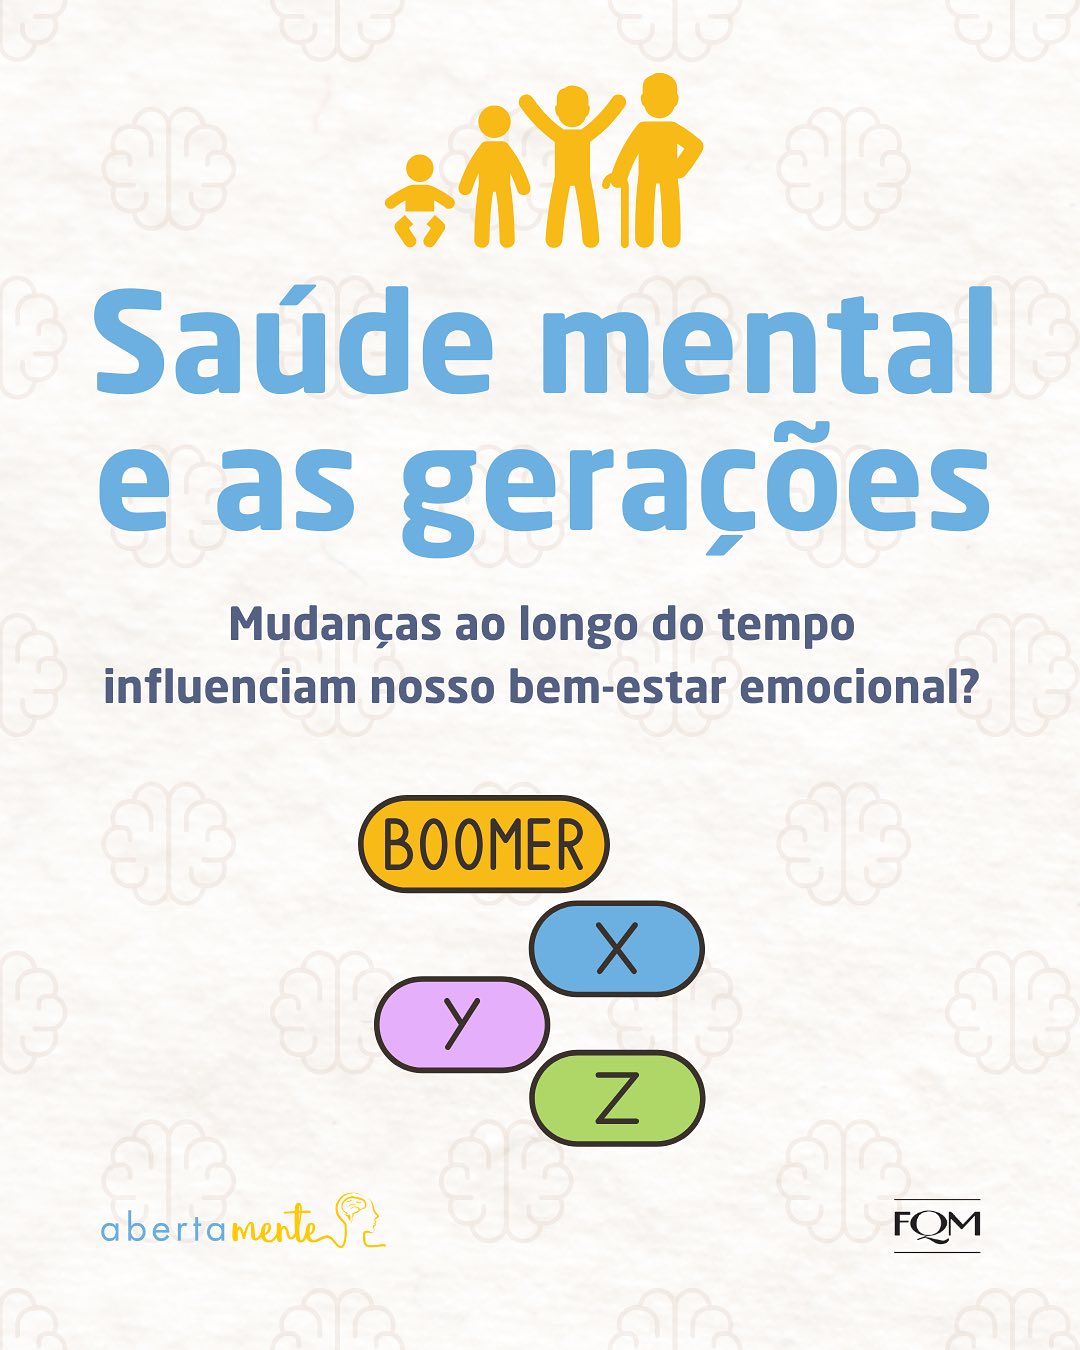 Saúde mental
e as gerações
Mudanças ao longo do tempo
influenciam nosso bem-estar emocional?
BOOMER
X
Y
Z
abertamente
FQM